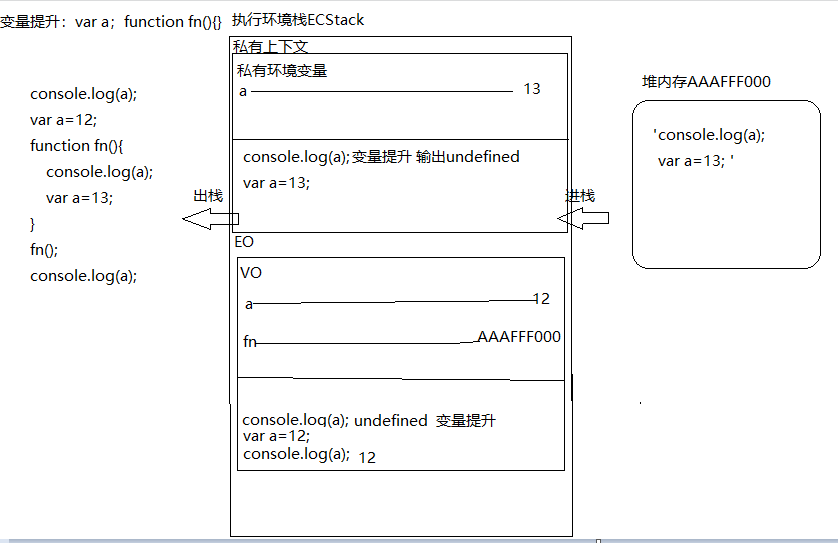 变量提升：var a；function fn(){}
执行环境栈ECStack
console.log(a);
var a=12;
function fn(){
console.log(a);
var a=13;
}
fn();
console.log(a);
出栈
私有上下文
私有环境变量
a 13
console.log(a); 变量提升 输出undefined
var a=13;
进栈
堆内存AAAFFF000
'console.log(a);
var a=13; '
EO
VO
a 12
fn AAAFFF000
console.log(a); undefined 变量提升
var a=12;
console.log(a); 12